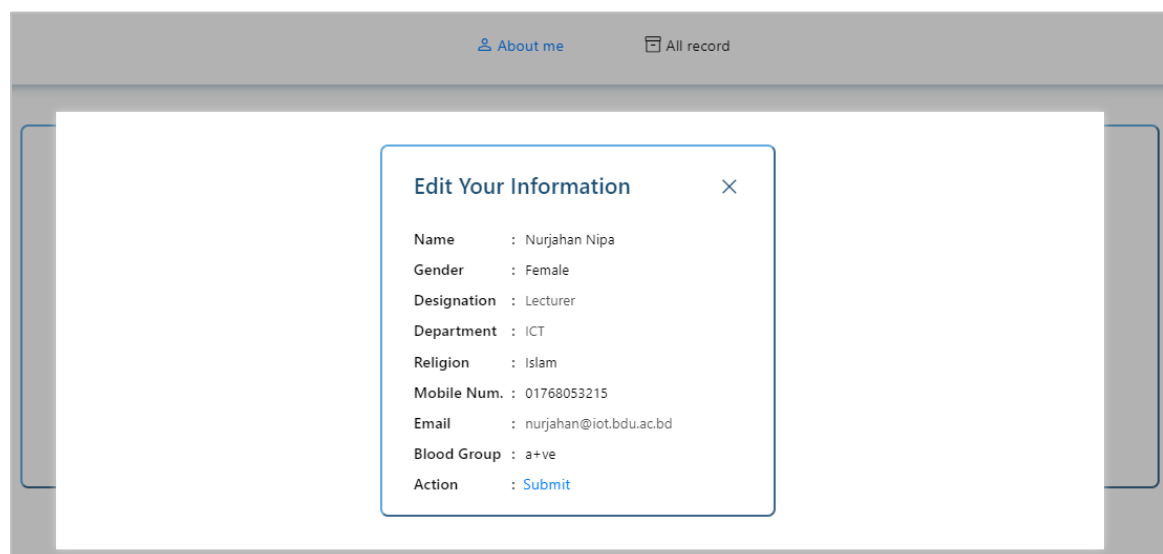 About me All record
Edit Your Information
Name : Nurjahan Nipa
Gender : Female
Designation : Lecturer
Department : ICT
Religion : Islam
Mobile Num. : 01768053215
Email : nurjahan@iot.bdu.ac.bd
Blood Group : a+ve
Action : Submit